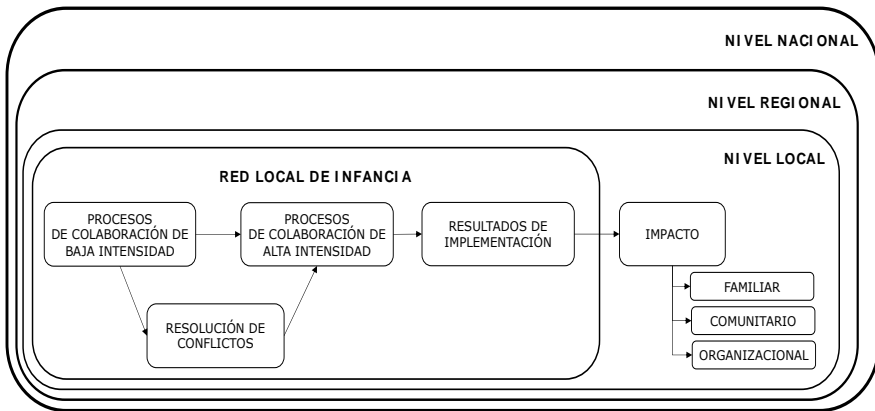 NIVEL NACIONAL
NIVEL REGIONAL
NIVEL LOCAL
RED LOCAL DE INFANCIA
PROCESOS
DE COLABORACIÓN DE
BAJA INTENSIDAD
PROCESOS
DE COLABORACIÓN DE
ALTA INTENSIDAD
RESULTADOS DE
IMPLEMENTACIÓN
IMPACTO
RESOLUCIÓN DE
CONFLICTOS
FAMILIAR
COMUNITARIO
ORGANIZACIONAL